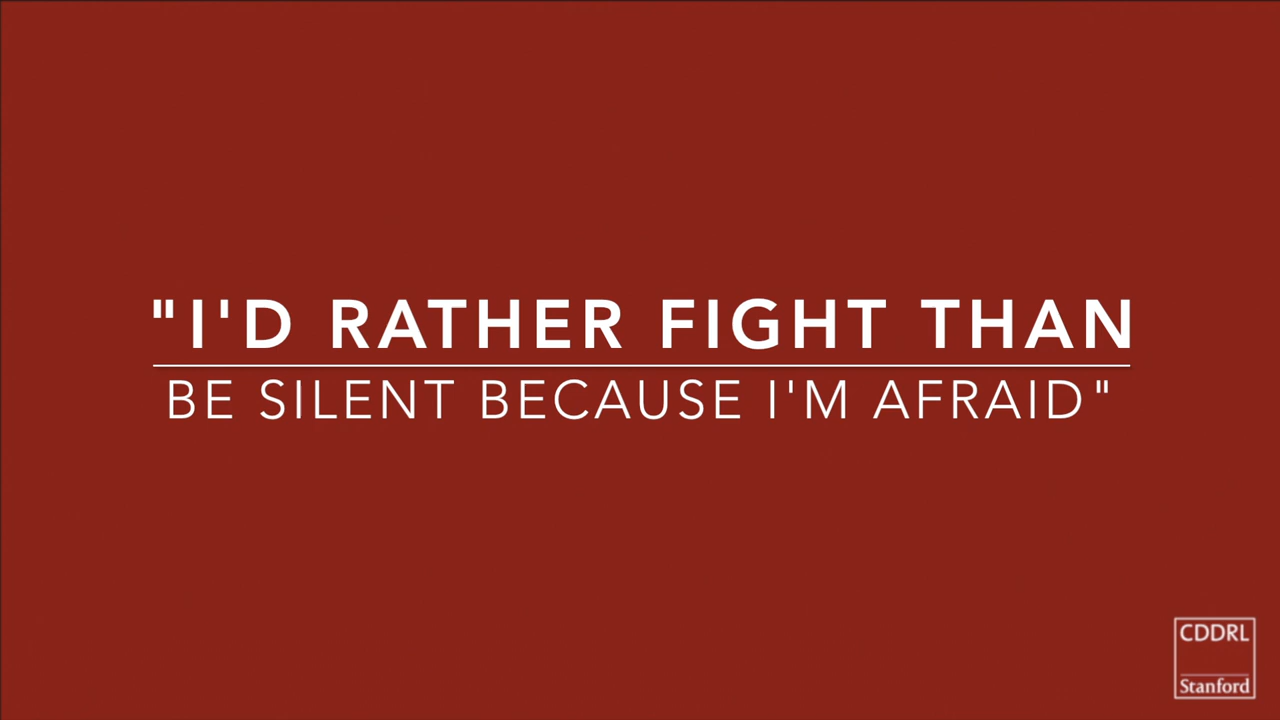 "I'D RATHER FIGHT THAN
BE SILENT BECAUSE I'M AFRAID"
CDDRL
Stanford